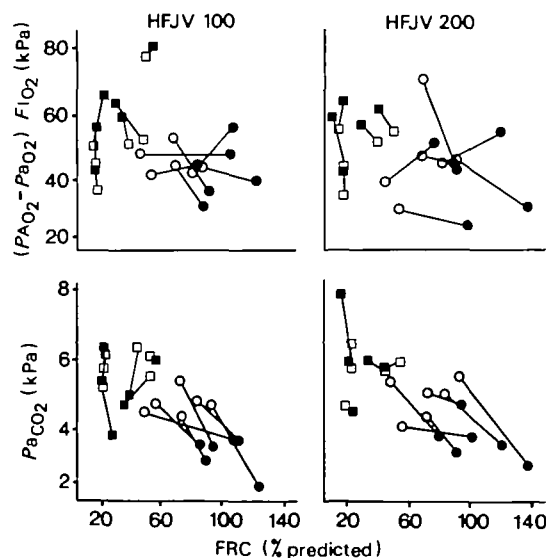 HFJV 100 HFJV 200
(PAO2-PaO2) FIO2 (kPa)
80
60
40
20
PaCO2 (kPa)
8
6
4
2
20 60 100 140 20 60 100 140
FRC (% predicted)